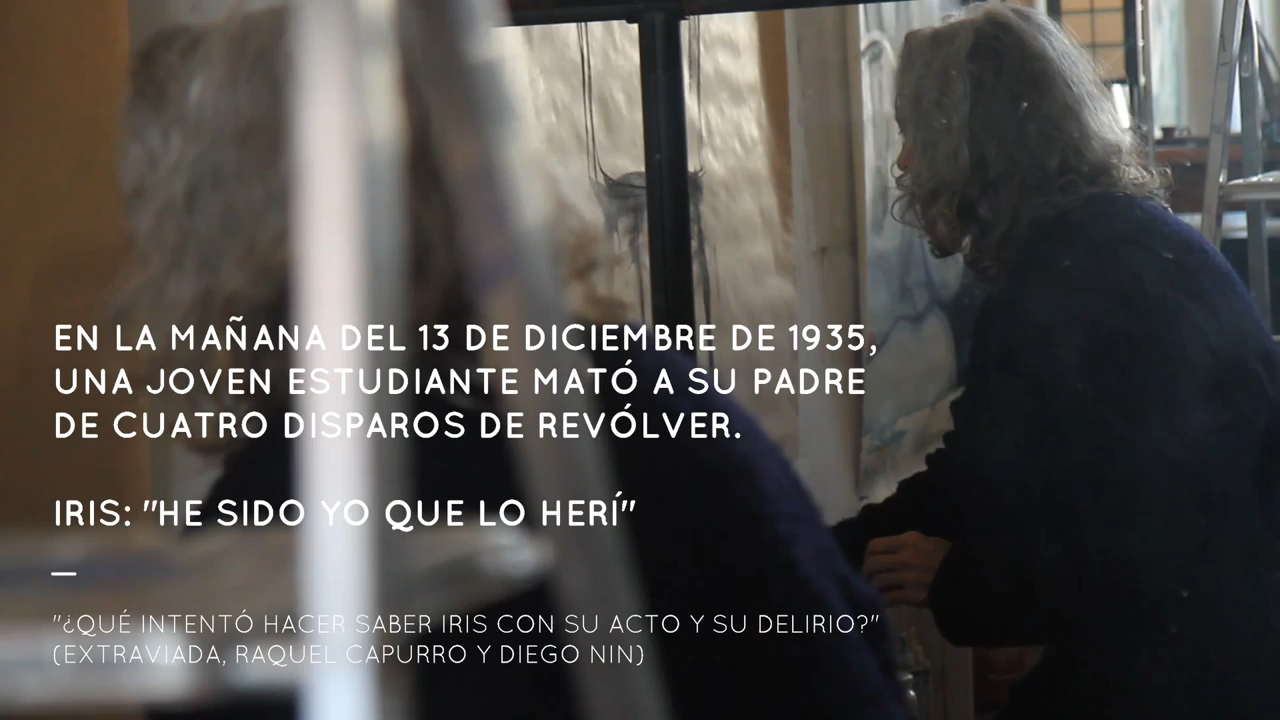 EN LA MAÑANA DEL 13 DE DICIEMBRE DE 1935,
UNA JOVEN ESTUDIANTE MATÓ A SU PADRE
DE CUATRO DISPAROS DE REVÓLVER.
IRIS: "HE SIDO YO QUE LO HERÍ"
"¿QUÉ INTENTÓ HACER SABER IRIS CON SU ACTO Y SU DELIRIO?"
(EXTRAVIADA, RAQUEL CAPURRO Y DIEGO NIN)